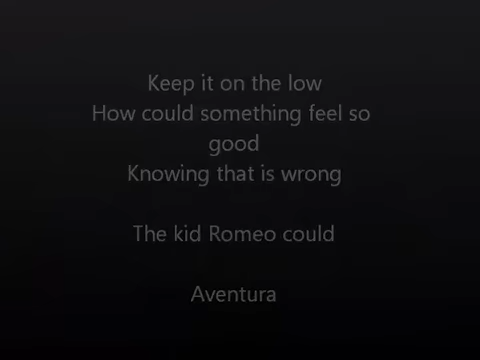 Keep it on the low
How could something feel so
good
Knowing that is wrong
The kid Romeo could
Aventura